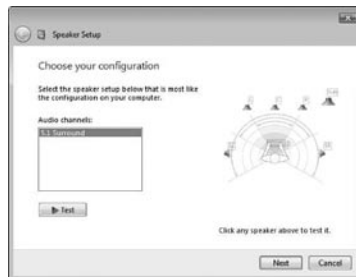 Speaker Setup
Choose your configuration
Select the speaker setup below that is most like
the configuration on your computer.
Audio channels:
5.1 Surround
Test
Click any speaker above to test it.
Next
Cancel